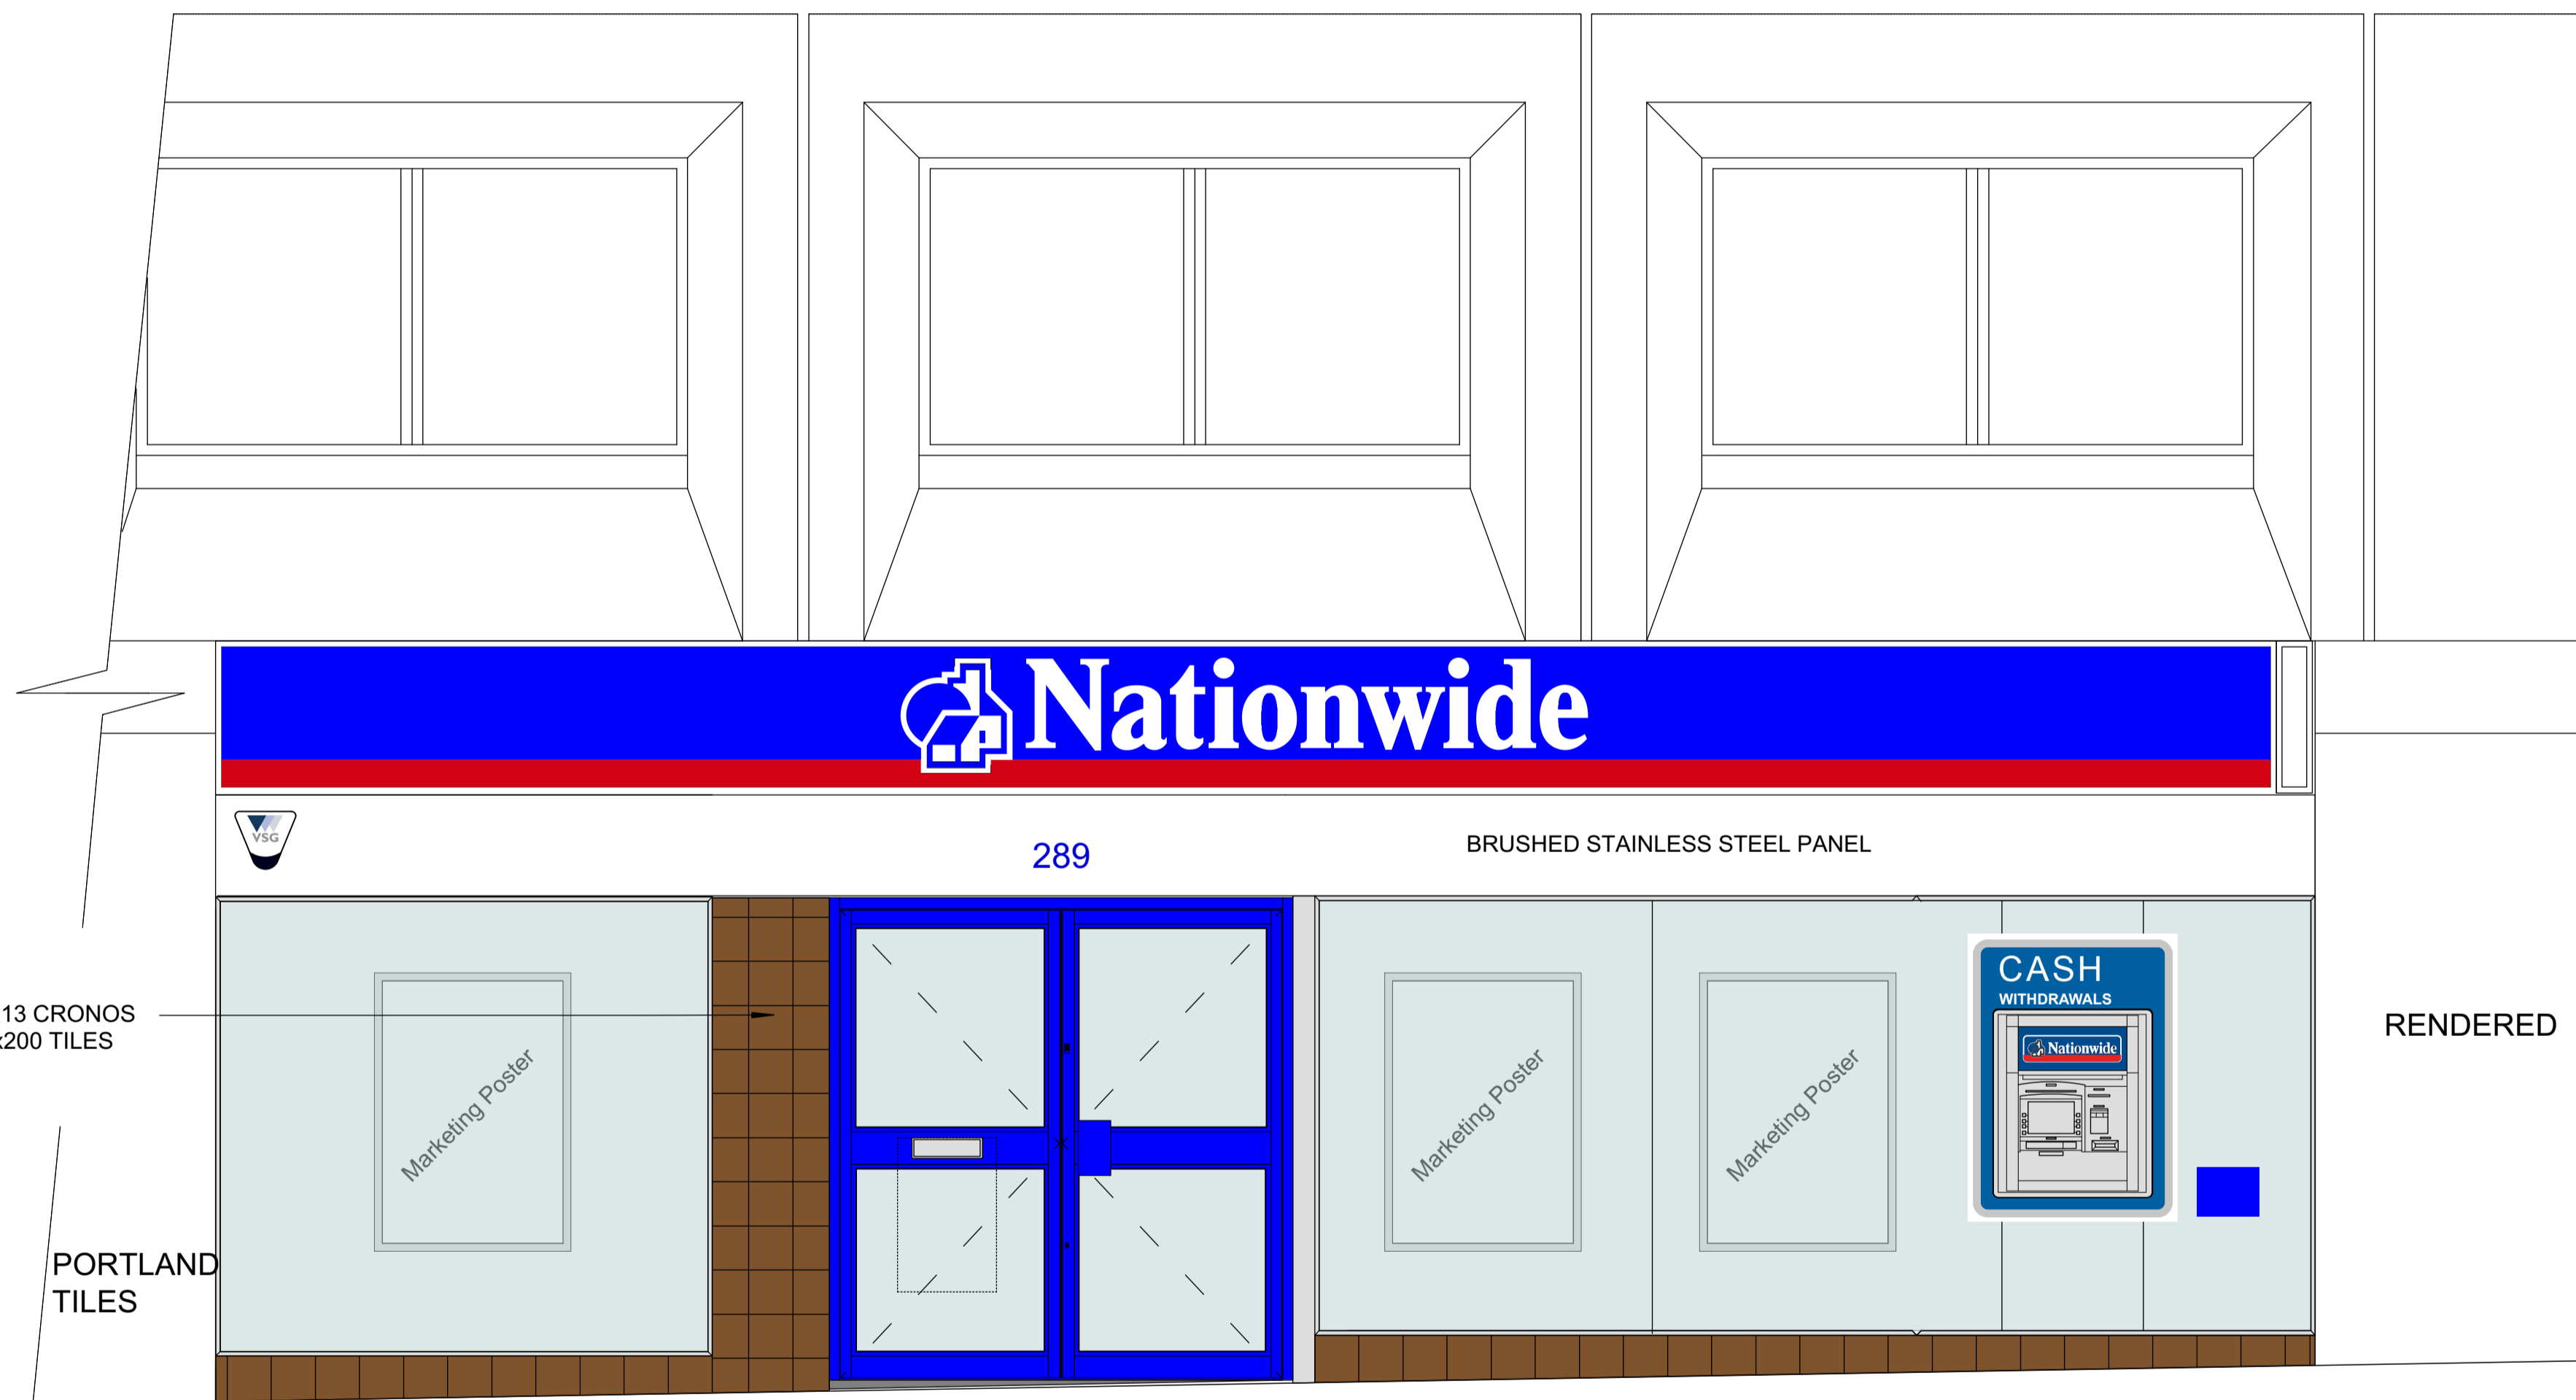 Nationwide
VSG
289
BRUSHED STAINLESS STEEL PANEL
CASH
WITHDRAWALS
Nationwide
13 CRONOS
x200 TILES
RENDERED
Marketing Poster
Marketing Poster
Marketing Poster
PORTLAND
TILES